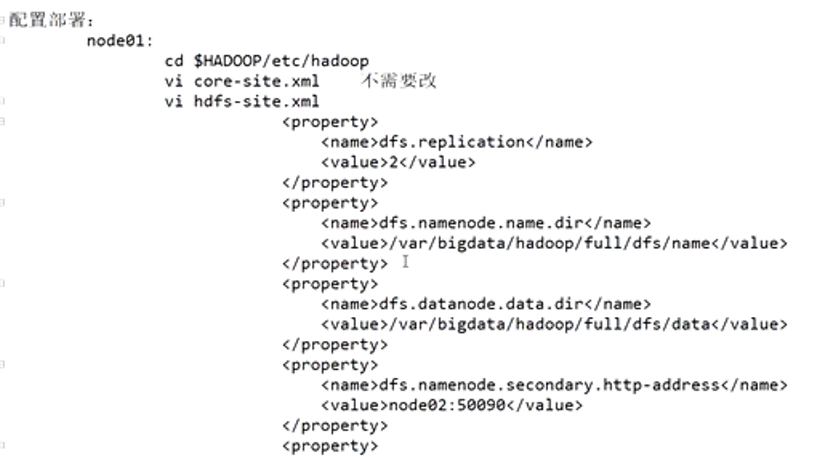 配置部署：
node01:
cd $HADOOP/etc/hadoop
vi core-site.xml 不需要改
vi hdfs-site.xml
<property>
<name>dfs.replication</name>
<value>2</value>
</property>
<property>
<name>dfs.namenode.name.dir</name>
<value>/var/bigdata/hadoop/full/dfs/name</value>
</property>
<property>
<name>dfs.datanode.data.dir</name>
<value>/var/bigdata/hadoop/full/dfs/data</value>
</property>
<property>
<name>dfs.namenode.secondary.http-address</name>
<value>node02:50090</value>
</property>
<property>